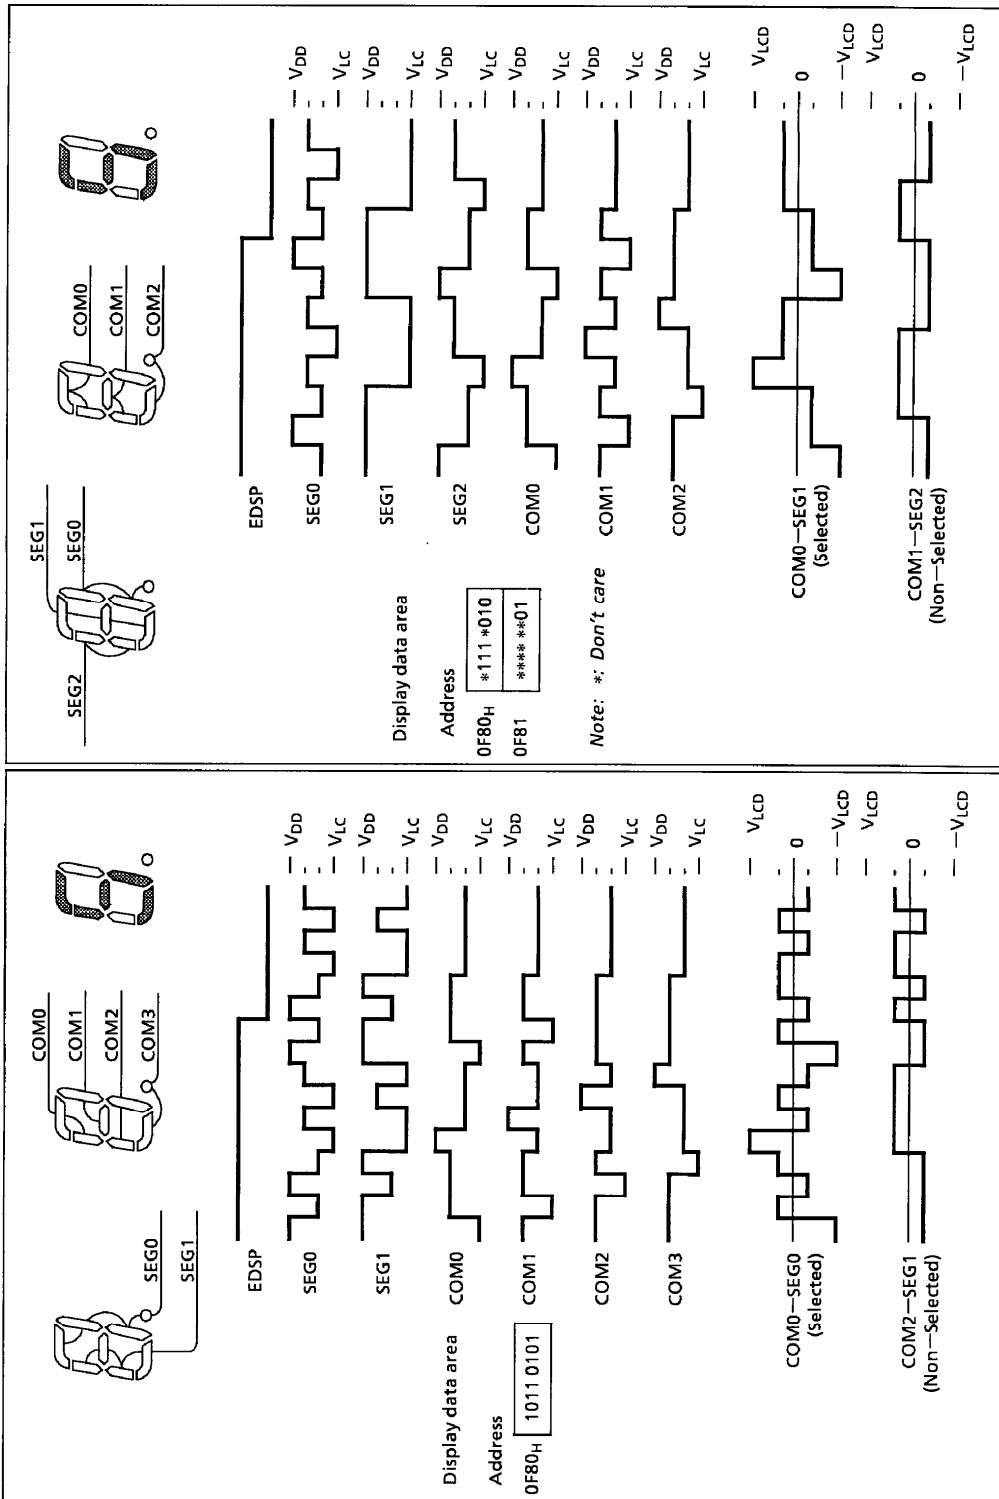 SEG0
SEG1
COM0
COM1
COM2
COM3
EDSP
SEG0
VDD
VLC
SEG1
VDD
VLC
COM0
COM1
VDD
VLC
COM2
VDD
VLC
COM3
VDD
VLC
Display data area
Address
0F80H 1011 0101
COM0—SEG0
(Selected)
VLCD
0
—VLCD
COM2—SEG1
(Non—Selected)
VLCD
0
—VLCD
SEG2
SEG1
SEG0
COM0
COM1
COM2
EDSP
SEG0
VDD
VLC
SEG1
VDD
VLC
SEG2
COM0
VDD
VLC
COM1
VDD
VLC
COM2
VDD
VLC
Display data area
Address
0F80H *111 *010
0F81 **** **01
Note: *; Don't care
COM0—SEG1
(Selected)
VLCD
0
—VLCD
COM1—SEG2
(Non—Selected)
VLCD
0
—VLCD